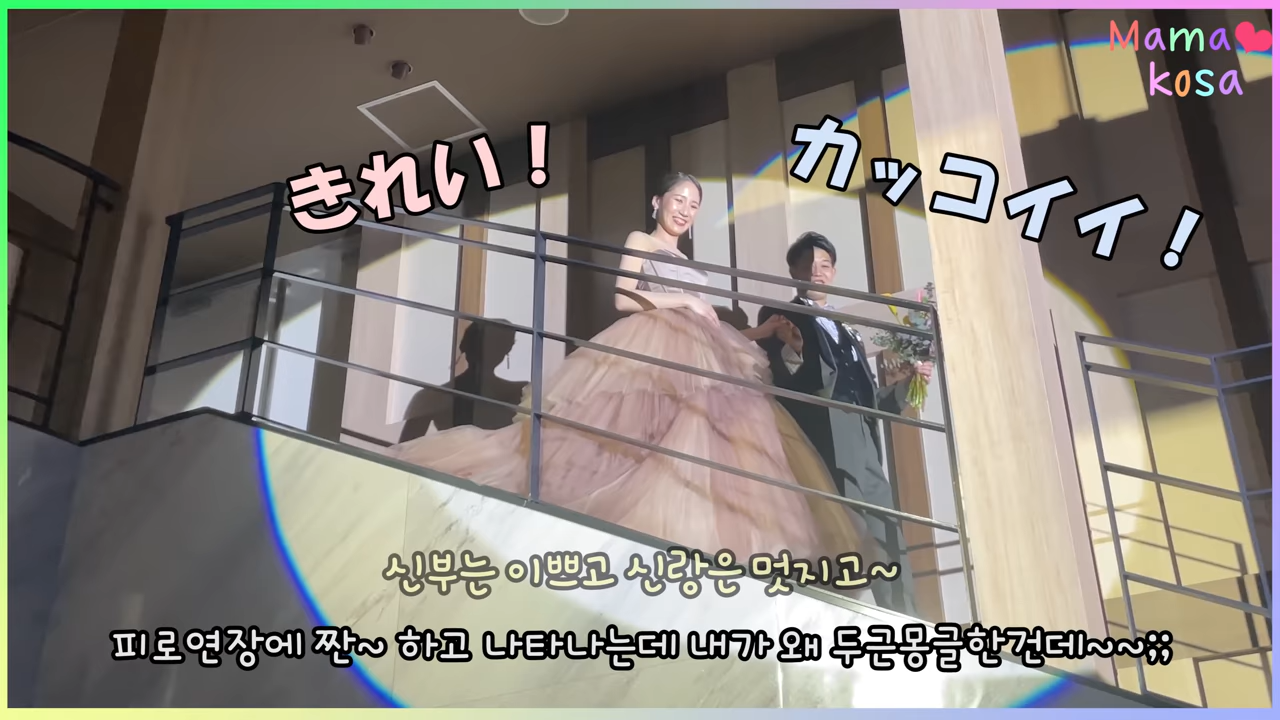 Mama
kosa
きれい！
カッコイイ！
신부는 이쁘고 신랑은 멋지고~
피로연장에 짠~ 하고 나타나는데 내가 왜 두근몽글한건데~~;;